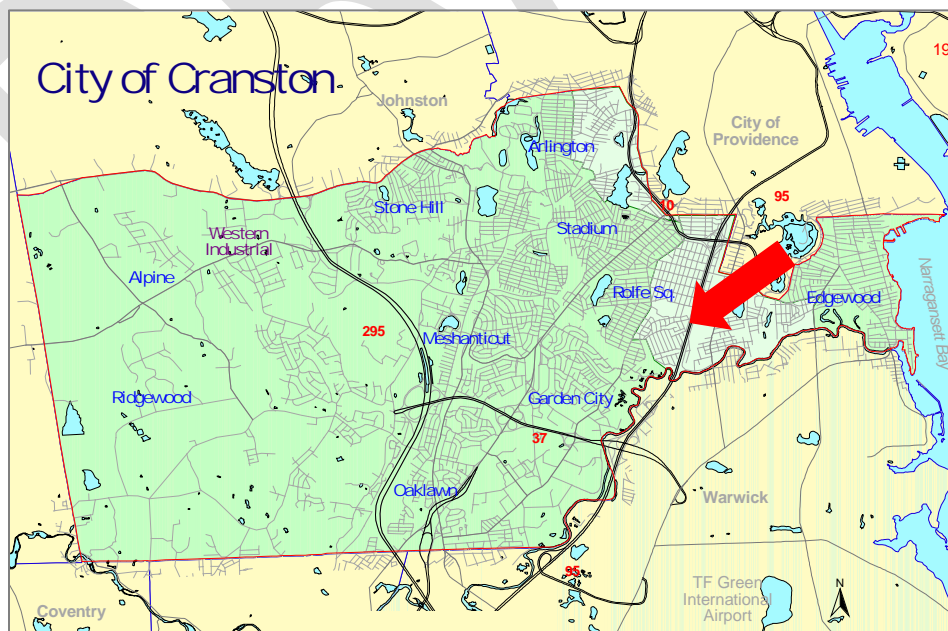 City of Cranston
Johnston
19
City of
Providence
Arlington
10
95
Stone Hill
Stadium
Western
Industrial
Alpine
Rolfe Sq.
Edgewood
Narragansett Bay
295
Meshanticut
Ridgewood
Garden City
37
Oaklawn
Warwick
95
TF Green
International
Airport
N
Coventry